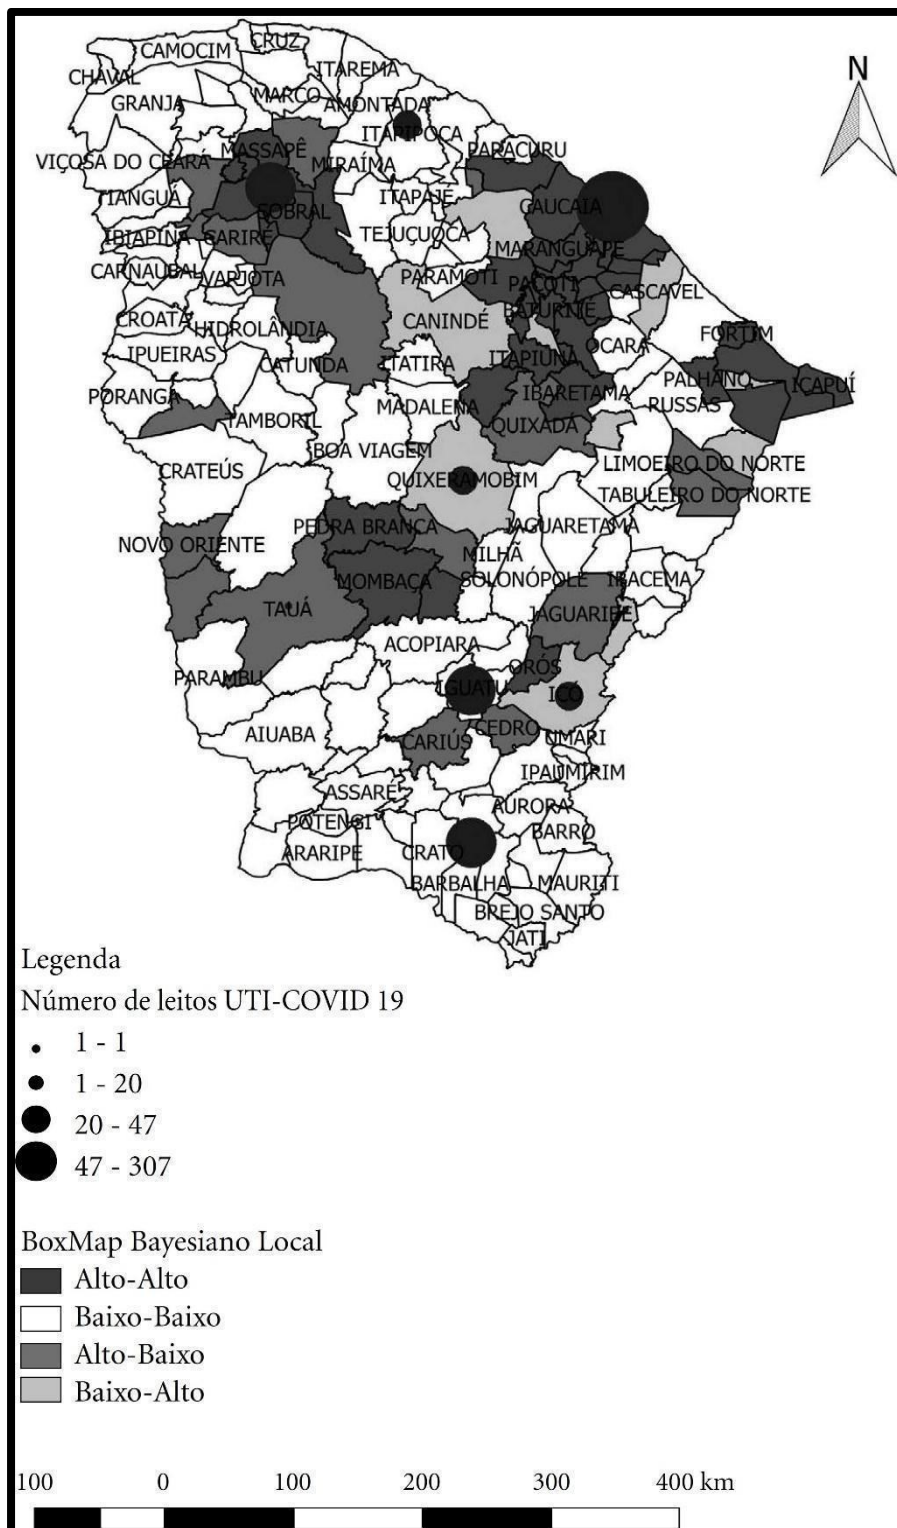 N
CRUZ
CAMOCIM
ITAREMA
CHAVAL
MARCO
GRANJA
AMONTADA
ITAPIPOCA
MASSAPÊ
PARACURU
VIÇOSA DO CEARÁ
MIRAÍMA
TIANGUÁ
ITAPAJÉ
CAUCAIA
SOBRAL
TEJUÇUOCA
IBIAPINA
CARIRÉ
MARANGUAPE
CARNAUBAL
VARJOTA
PARAMOTI
PACOTI
CASCAVEL
BATURITÉ
CROATÁ
HIDROLÂNDIA
CANINDÉ
FORTIM
OCARA
IPUEIRAS
CATUNDA
ITATIRA
ITAPIÚNA
PALHANO
ICAPUÍ
PORANGA
IBARETAMA
MADALENA
RUSSAS
TAMBORIL
QUIXADÁ
BOA VIAGEM
CRATEÚS
LIMOEIRO DO NORTE
QUIXERAMOBIM
TABULEIRO DO NORTE
PEDRA BRANCA
JAGUARETAMA
NOVO ORIENTE
MILHÃ
MOMBAÇA
SOLONÓPOLE
IRACEMA
TAUÁ
JAGUARIBE
ACOPIARA
ORÓS
PARAMBU
IGUATU
ICÓ
CEDRO
AIUABA
CARIÚS
UMARI
IPAUMIRIM
ASSARÉ
AURORA
POTENGI
BARRO
ARARIPE
CRATO
BARBALHA
MAURITI
BREJO SANTO
JATI
Legenda
Número de leitos UTI-COVID 19
1 - 1
1 - 20
20 - 47
47 - 307
BoxMap Bayesiano Local
Alto-Alto
Baixo-Baixo
Alto-Baixo
Baixo-Alto
100 0 100 200 300 400 km